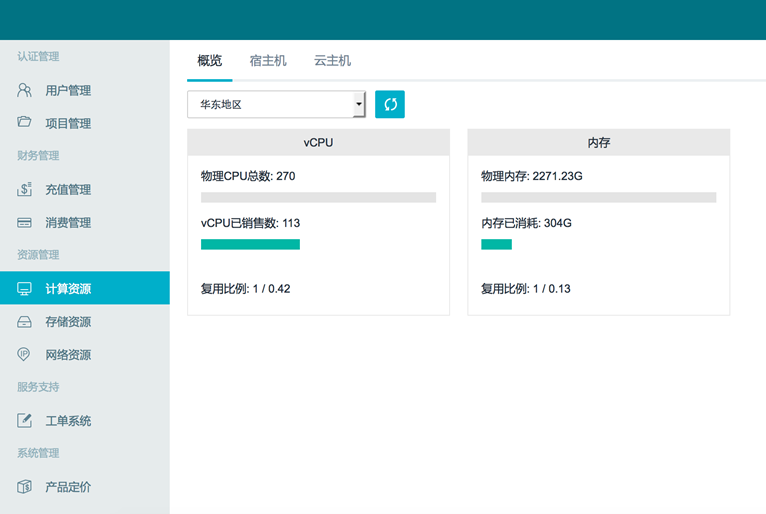 认证管理
用户管理
项目管理
财务管理
充值管理
消费管理
资源管理
计算资源
存储资源
IP
网络资源
服务支持
工单系统
系统管理
产品定价
概览
宿主机
云主机
华东地区
vCPU
物理CPU总数: 270
vCPU已销售数: 113
复用比例: 1 / 0.42
内存
物理内存: 2271.23G
内存已消耗: 304G
复用比例: 1 / 0.13